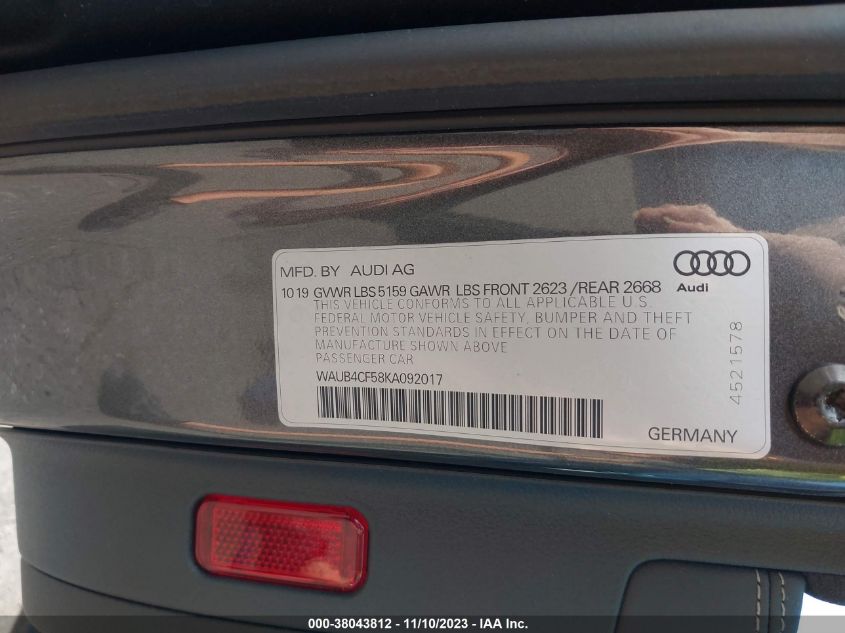 MFD. BY AUDI AG
Audi
10 19 GVWR LBS 5159 GAWR LBS FRONT 2623 /REAR 2668
THIS VEHICLE CONFORMS TO ALL APPLICABLE U.S.
FEDERAL MOTOR VEHICLE SAFETY, BUMPER AND THEFT
PREVENTION STANDARDS IN EFFECT ON THE DATE OF
MANUFACTURE SHOWN ABOVE
PASSENGER CAR
WAUB4CF58KA092017
4521578
GERMANY
000-38043812 - 11/10/2023 - IAA Inc.